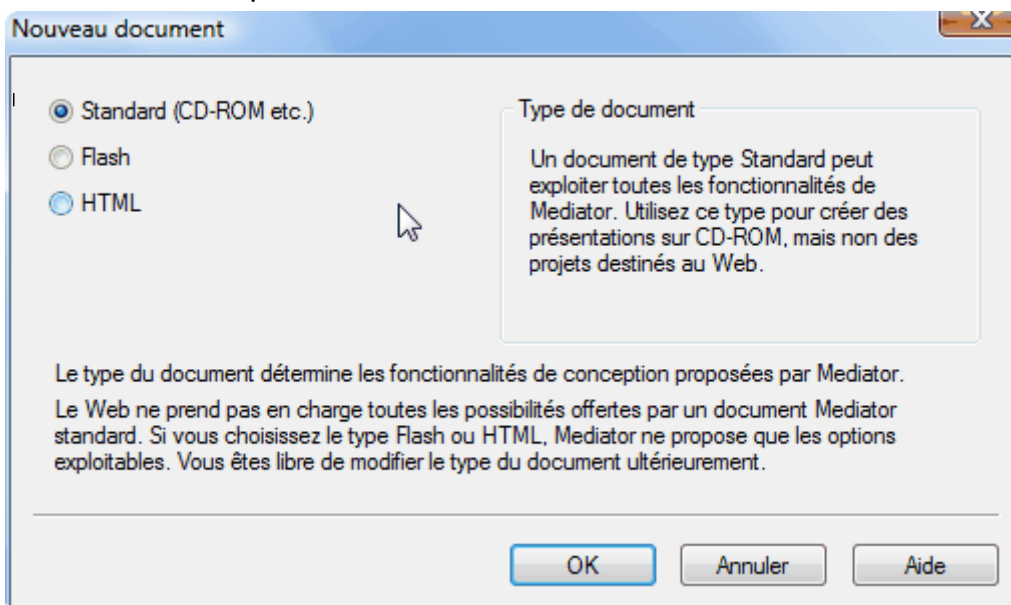 Nouveau document
Standard (CD-ROM etc.)
Flash
HTML
Type de document
Un document de type Standard peut
exploiter toutes les fonctionnalités de
Mediator. Utilisez ce type pour créer des
présentations sur CD-ROM, mais non des
projets destinés au Web.
Le type du document détermine les fonctionnalités de conception proposées par Mediator.
Le Web ne prend pas en charge toutes les possibilités offertes par un document Mediator
standard. Si vous choisissez le type Flash ou HTML, Mediator ne propose que les options
exploitables. Vous êtes libre de modifier le type du document ultérieurement.
OK
Annuler
Aide